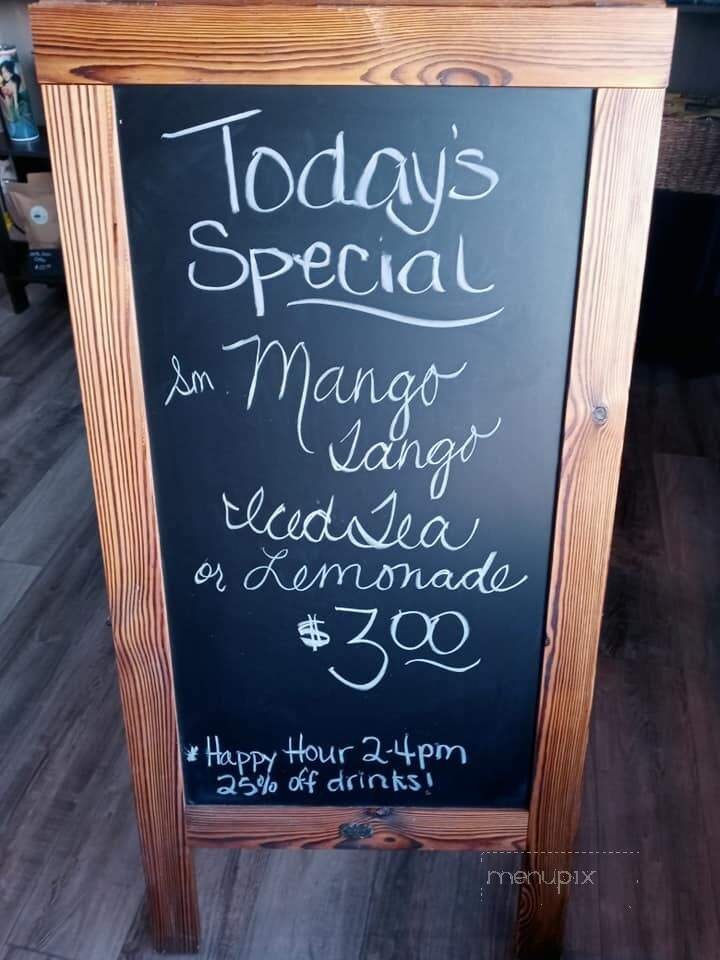 Today's
Special
Sm Mango
Tango
Iced Tea
or Lemonade
$3.00
* Happy Hour 2-4pm
25% off drinks!
menupix